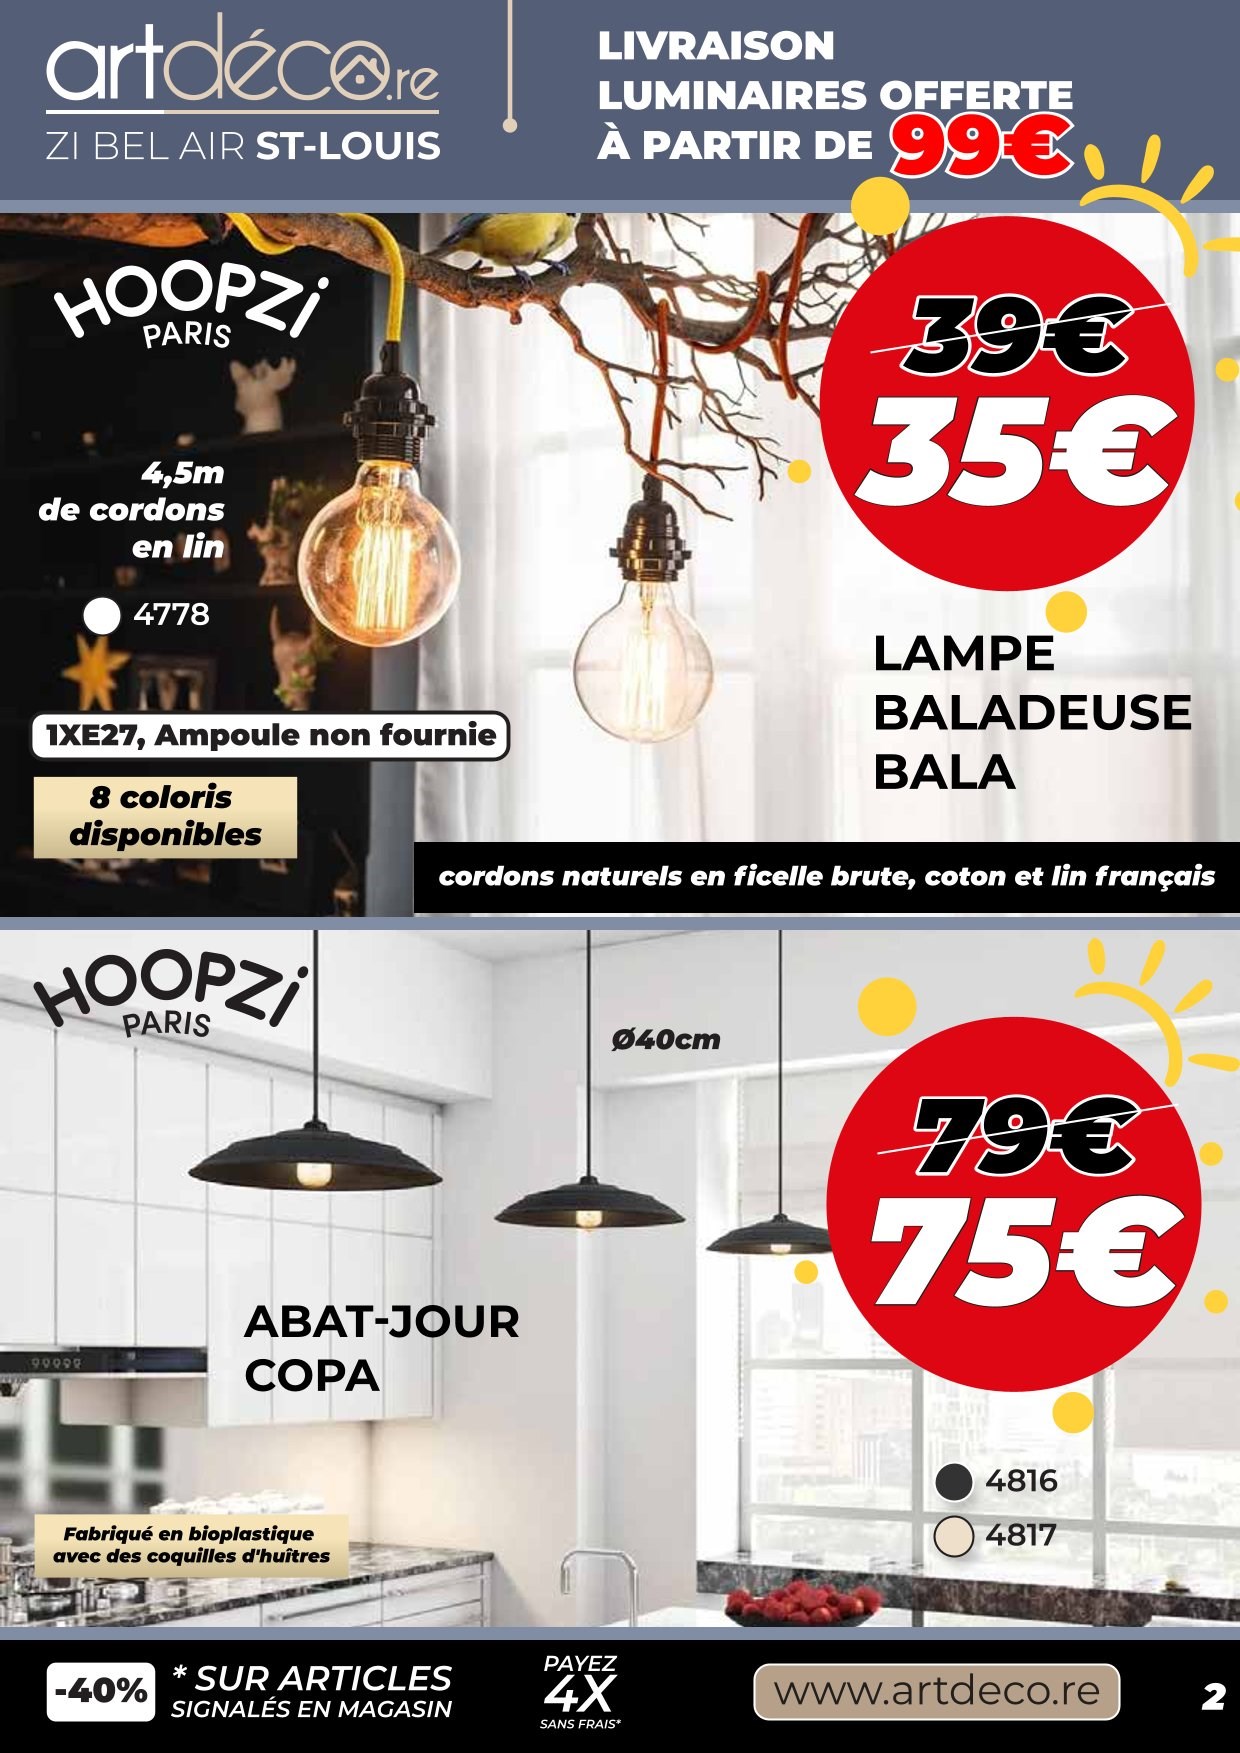 artdéco.re
ZI BEL AIR ST-LOUIS
LIVRAISON
LUMINAIRES OFFERTE
À PARTIR DE 99€
HOOPZi
PARIS
39€
35€
4,5m
de cordons
en lin
4778
LAMPE
BALADEUSE
BALA
1XE27, Ampoule non fournie
8 coloris
disponibles
cordons naturels en ficelle brute, coton et lin français
HOOPZi
PARIS
Ø40cm
79€
75€
ABAT-JOUR
COPA
4816
4817
Fabriqué en bioplastique
avec des coquilles d'huîtres
-40%
* SUR ARTICLES
SIGNALÉS EN MAGASIN
PAYEZ
4X
SANS FRAIS*
www.artdeco.re
2